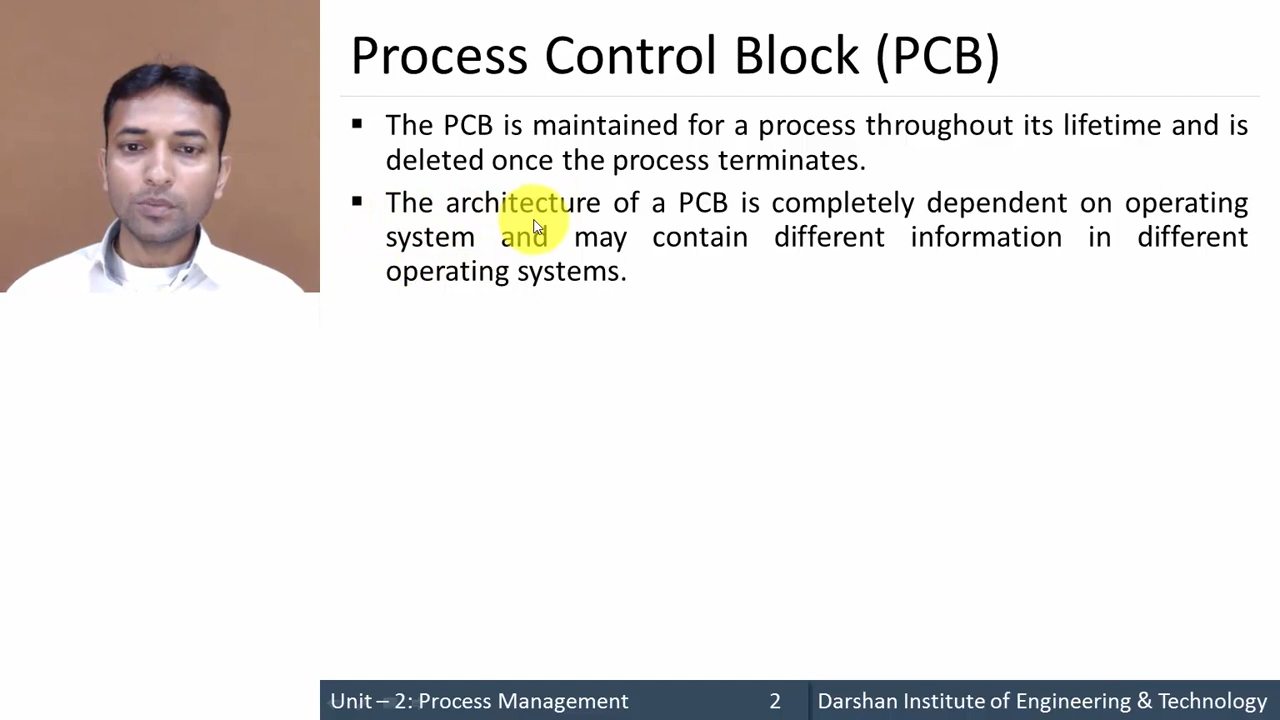 Process Control Block (PCB)
▪ The PCB is maintained for a process throughout its lifetime and is
deleted once the process terminates.
▪ The architecture of a PCB is completely dependent on operating
system and may contain different information in different
operating systems.
Unit – 2: Process Management 2 Darshan Institute of Engineering & Technology